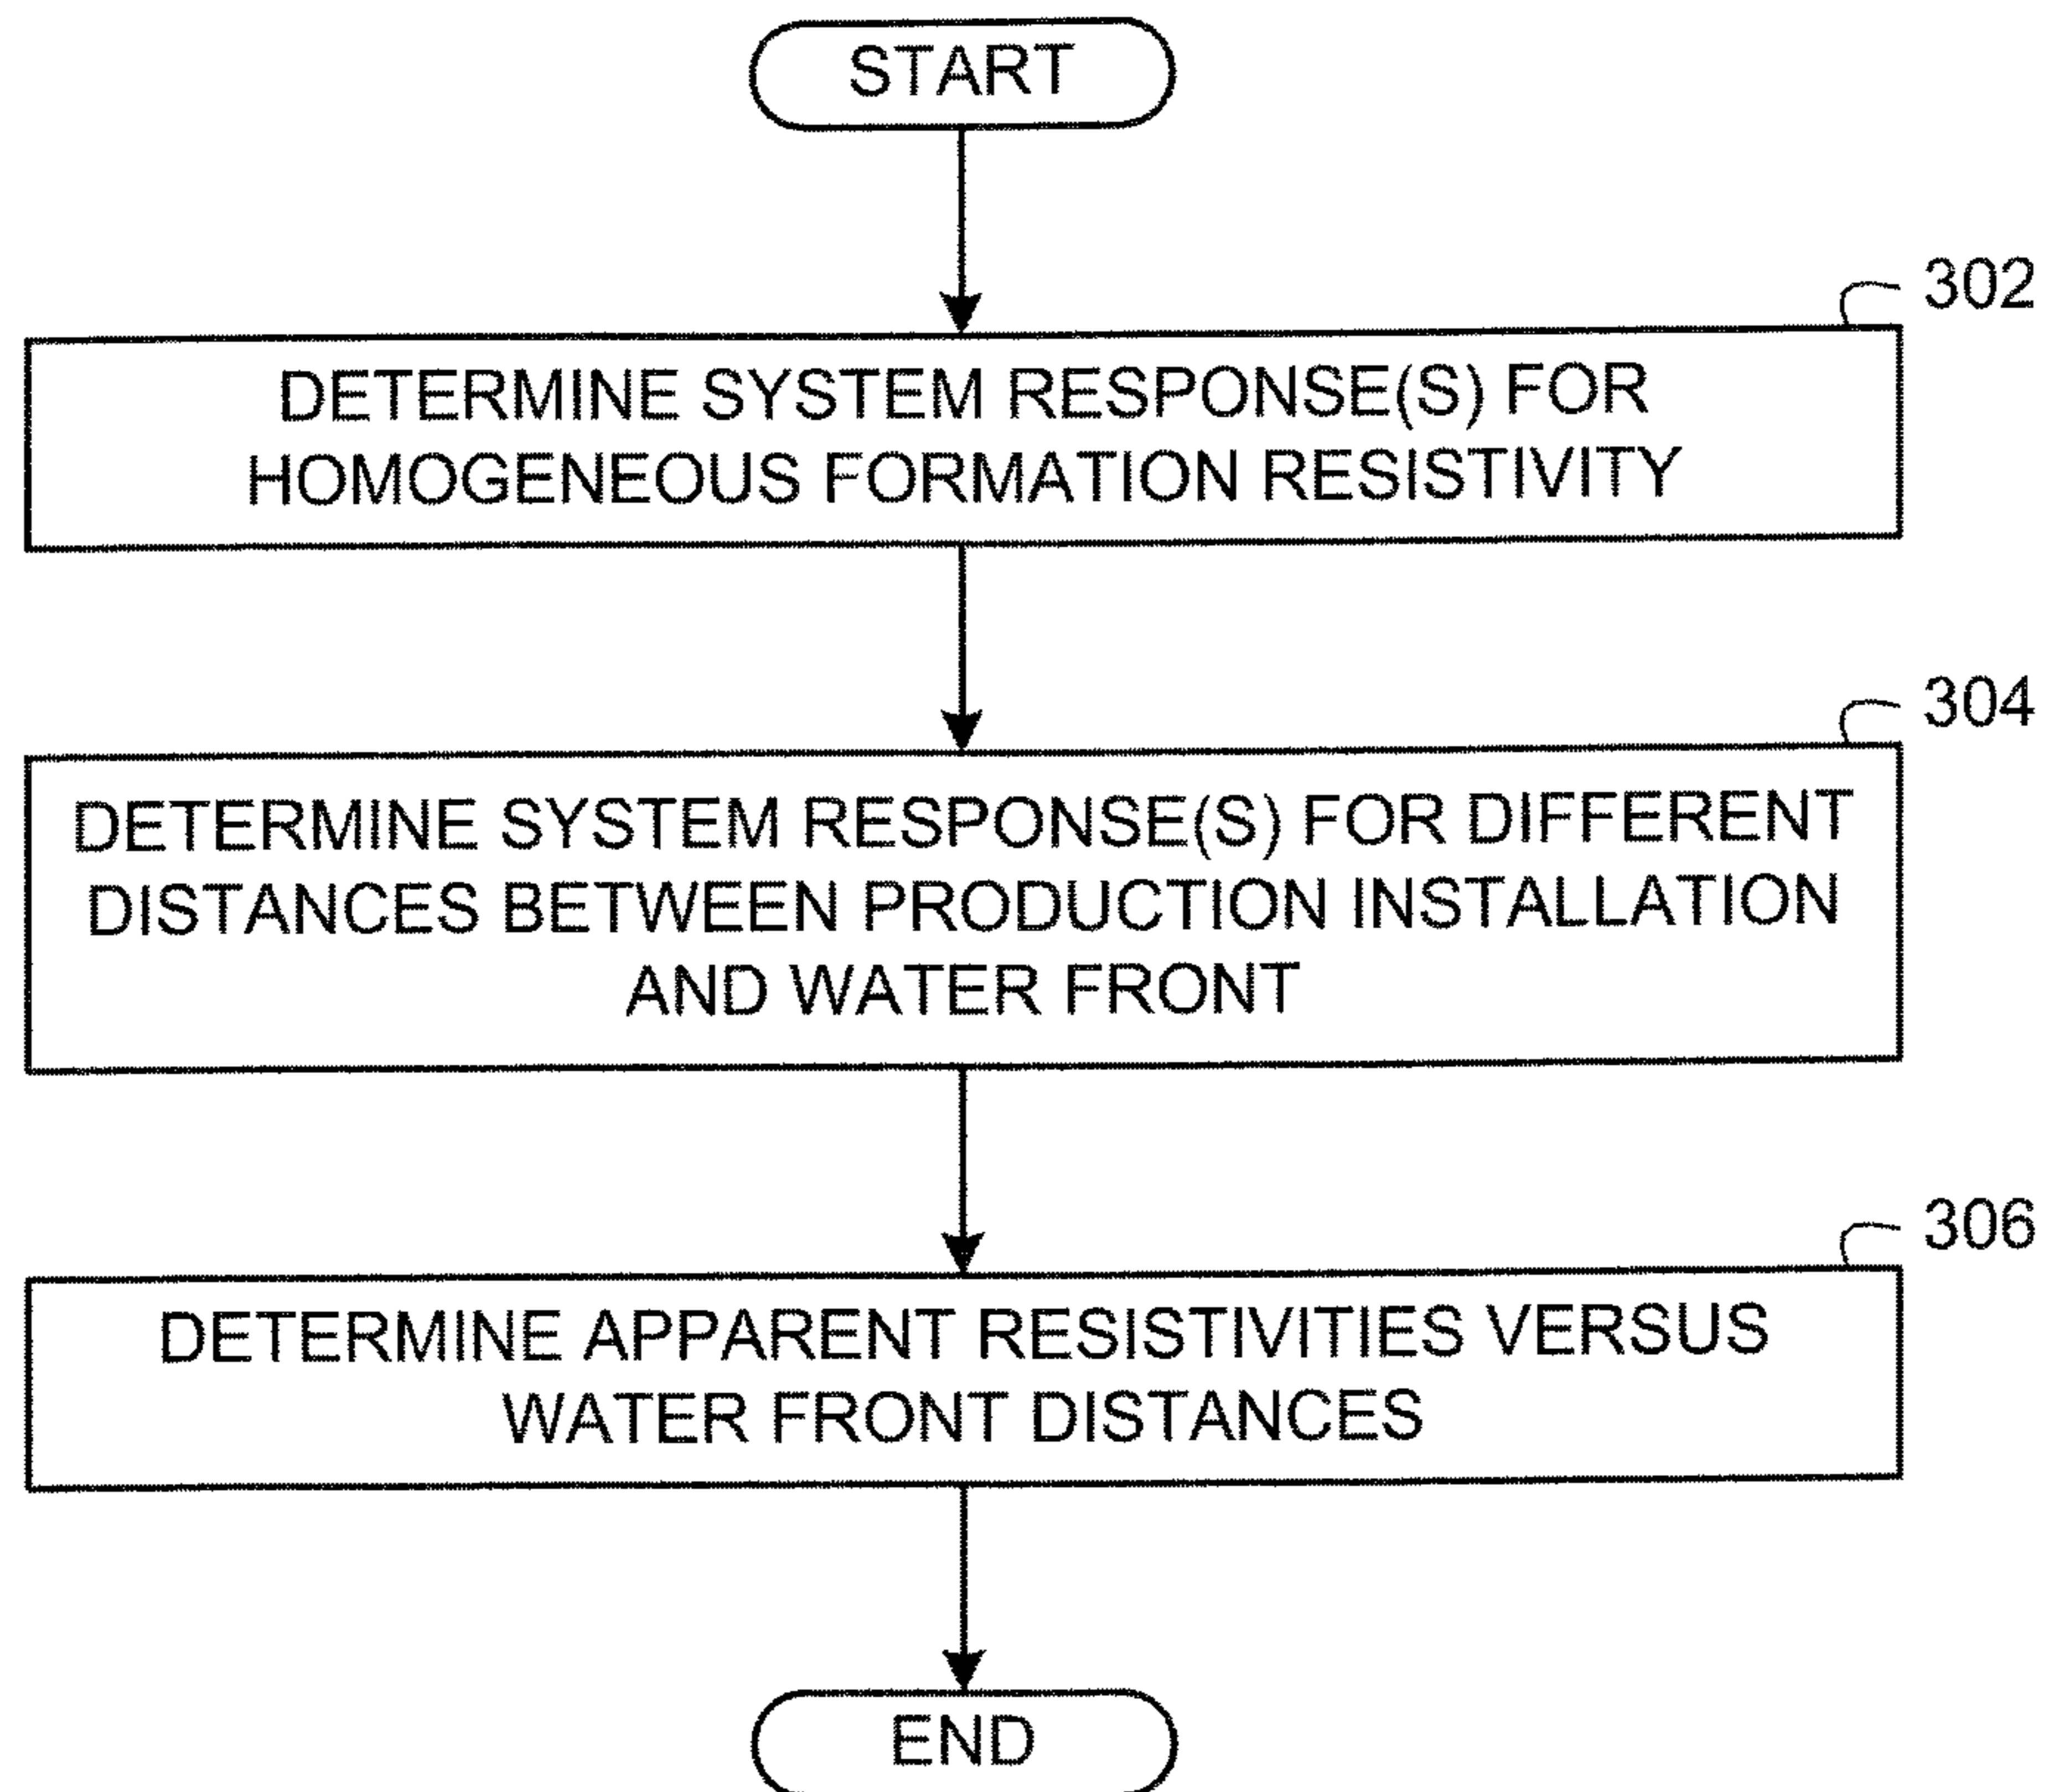 START
302
DETERMINE SYSTEM RESPONSE(S) FOR
HOMOGENEOUS FORMATION RESISTIVITY
304
DETERMINE SYSTEM RESPONSE(S) FOR DIFFERENT
DISTANCES BETWEEN PRODUCTION INSTALLATION
AND WATER FRONT
306
DETERMINE APPARENT RESISTIVITIES VERSUS
WATER FRONT DISTANCES
END